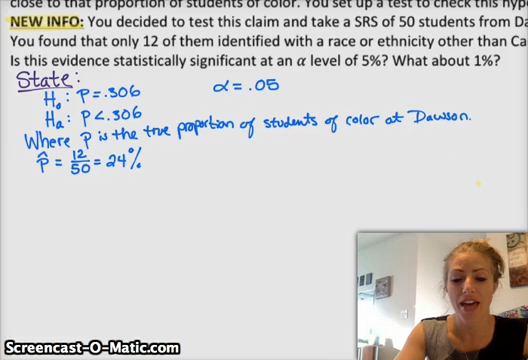 close to that proportion of students of color. You set up a test to check this hyp
NEW INFO: You decided to test this claim and take a SRS of 50 students from Da
You found that only 12 of them identified with a race or ethnicity other than Ca
Is this evidence statistically significant at an α level of 5%? What about 1%?
State:
H₀: P = .306
α = .05
Hₐ: P < .306
Where P is the true proportion of students of color at Dawson.
p̂ = 12/50 = 24%
Screencast-O-Matic.com